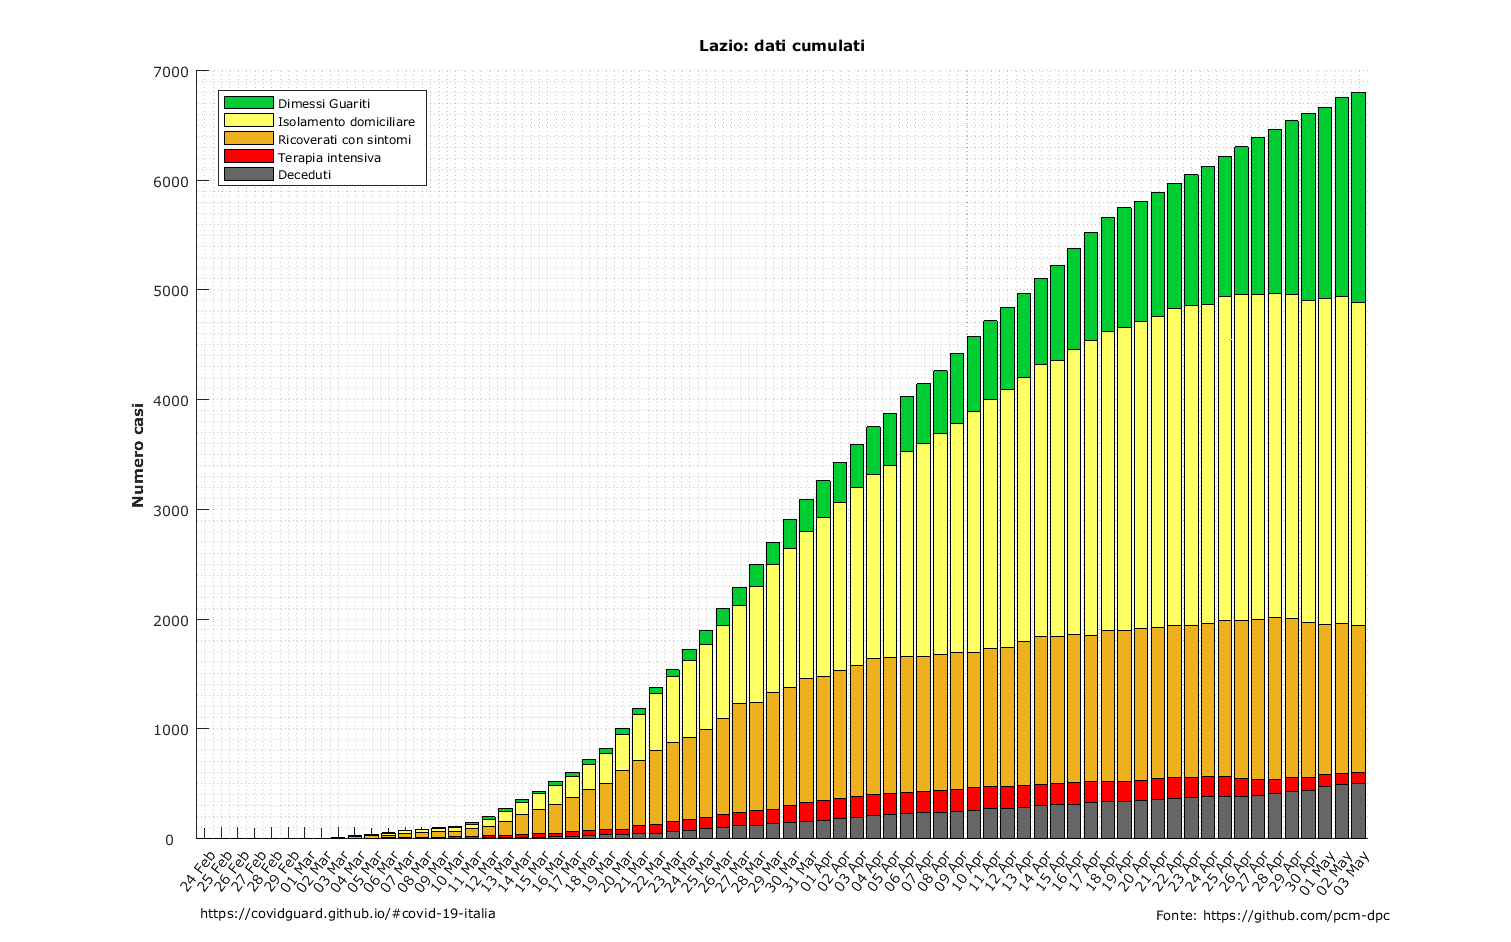 Lazio: dati cumulati
7000
6000
5000
4000
3000
2000
1000
0
Numero casi
Dimessi Guariti
Isolamento domiciliare
Ricoverati con sintomi
Terapia intensiva
Deceduti
24 Feb
25 Feb
26 Feb
27 Feb
28 Feb
29 Feb
01 Mar
02 Mar
03 Mar
04 Mar
05 Mar
06 Mar
07 Mar
08 Mar
09 Mar
10 Mar
11 Mar
12 Mar
13 Mar
14 Mar
15 Mar
16 Mar
17 Mar
18 Mar
19 Mar
20 Mar
21 Mar
22 Mar
23 Mar
24 Mar
25 Mar
26 Mar
27 Mar
28 Mar
29 Mar
30 Mar
31 Mar
01 Apr
02 Apr
03 Apr
04 Apr
05 Apr
06 Apr
07 Apr
08 Apr
09 Apr
10 Apr
11 Apr
12 Apr
13 Apr
14 Apr
15 Apr
16 Apr
17 Apr
18 Apr
19 Apr
20 Apr
21 Apr
22 Apr
23 Apr
24 Apr
25 Apr
26 Apr
27 Apr
28 Apr
29 Apr
30 Apr
01 May
02 May
03 May
https://covidguard.github.io/#covid-19-italia
Fonte: https://github.com/pcm-dpc